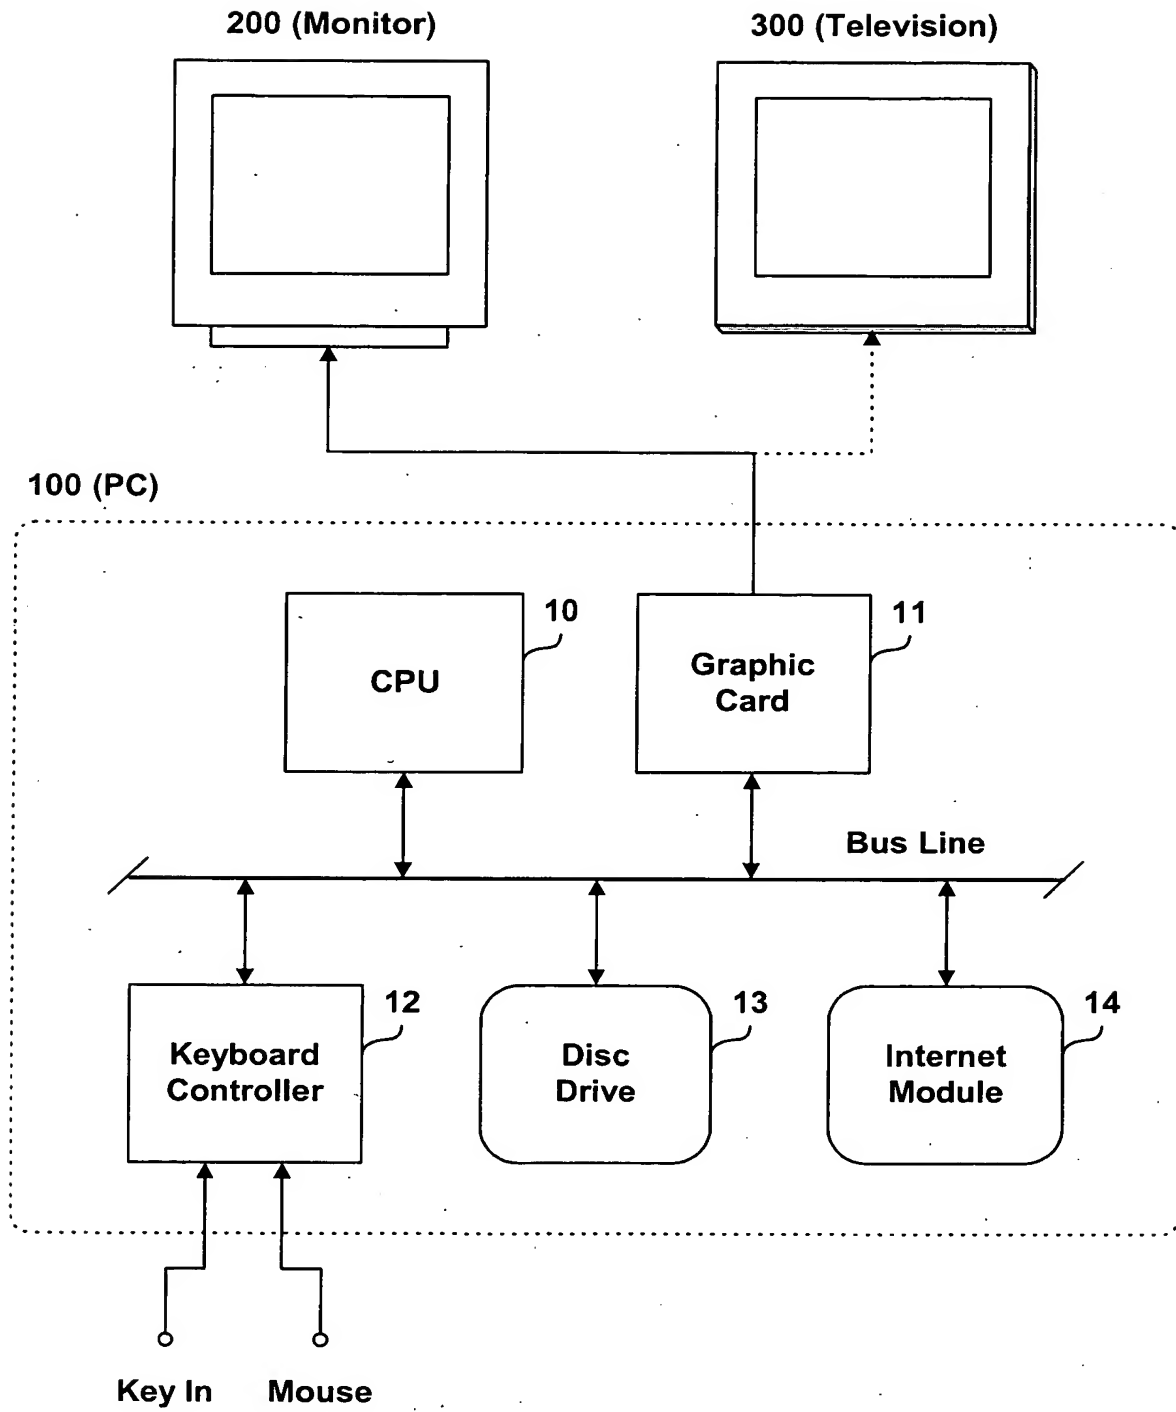 200 (Monitor)
300 (Television)
100 (PC)
10
CPU
11
Graphic
Card
Bus Line
12
Keyboard
Controller
13
Disc
Drive
14
Internet
Module
Key In
Mouse